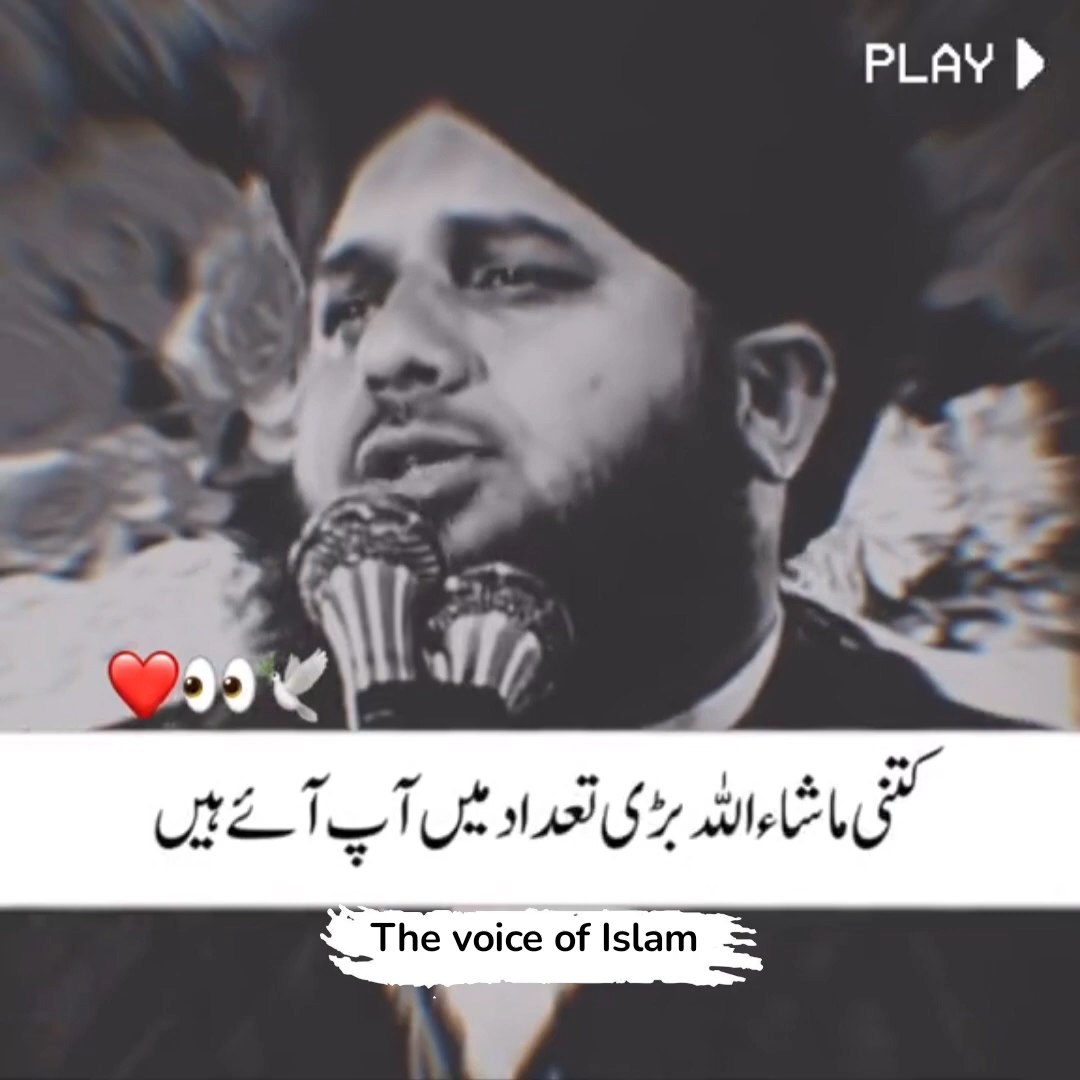 PLAY
کتنی ماشاءاللہ بڑی تعداد میں آپ آئے ہیں
The voice of Islam